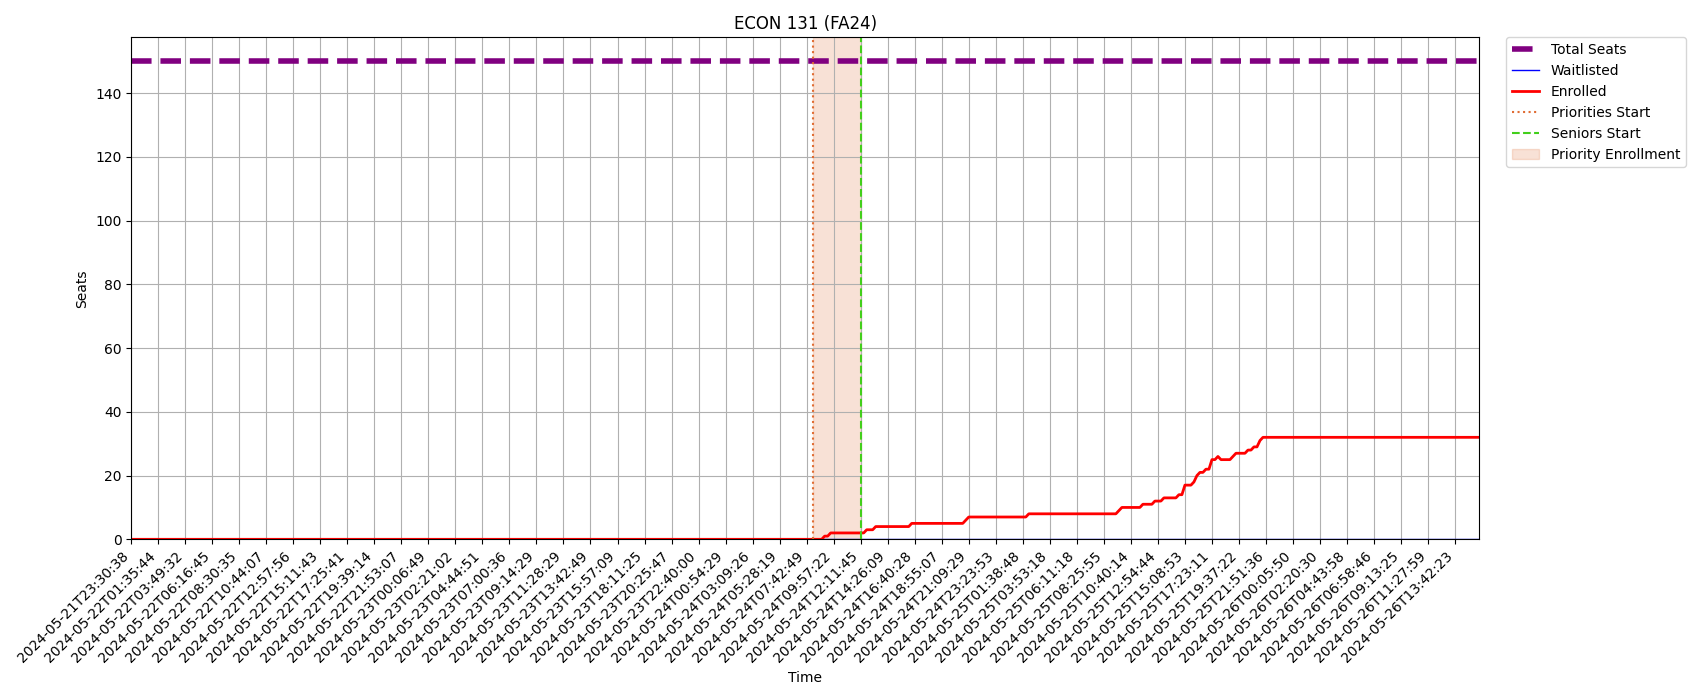 ECON 131 (FA24)
Total Seats
Waitlisted
Enrolled
Priorities Start
Seniors Start
Priority Enrollment
Seats
140
120
100
80
60
40
20
0
2024-05-21T23:30:38
2024-05-22T01:35:44
2024-05-22T03:49:32
2024-05-22T06:16:45
2024-05-22T08:30:35
2024-05-22T10:44:07
2024-05-22T12:57:56
2024-05-22T15:11:43
2024-05-22T17:25:41
2024-05-22T19:39:14
2024-05-22T21:53:07
2024-05-23T00:06:49
2024-05-23T02:21:02
2024-05-23T04:44:51
2024-05-23T07:00:36
2024-05-23T09:14:29
2024-05-23T11:28:29
2024-05-23T13:42:49
2024-05-23T15:57:09
2024-05-23T18:11:25
2024-05-23T20:25:47
2024-05-23T22:40:00
2024-05-24T00:54:29
2024-05-24T03:09:26
2024-05-24T05:28:19
2024-05-24T07:42:49
2024-05-24T09:57:22
2024-05-24T12:11:45
2024-05-24T14:26:09
2024-05-24T16:40:28
2024-05-24T18:55:07
2024-05-24T21:09:29
2024-05-24T23:23:53
2024-05-25T01:38:48
2024-05-25T03:53:18
2024-05-25T06:11:18
2024-05-25T08:25:55
2024-05-25T10:40:14
2024-05-25T12:54:44
2024-05-25T15:08:53
2024-05-25T17:23:11
2024-05-25T19:37:22
2024-05-25T21:51:36
2024-05-26T00:05:50
2024-05-26T02:20:30
2024-05-26T04:43:58
2024-05-26T06:58:46
2024-05-26T09:13:25
2024-05-26T11:27:59
2024-05-26T13:42:23
Time